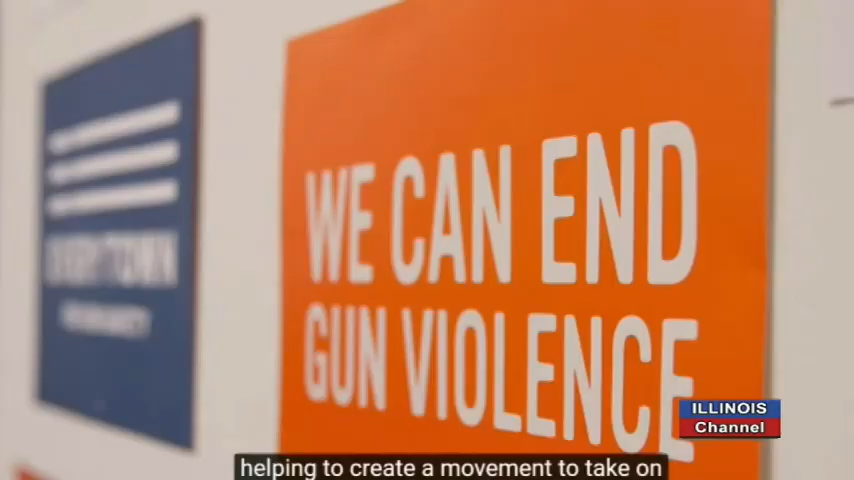 WE CAN END
GUN VIOLENCE
ILLINOIS
Channel
helping to create a movement to take on